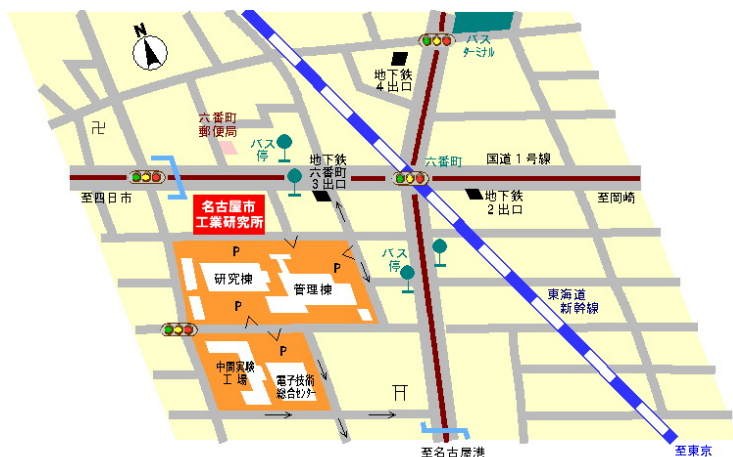 N
バス
ターミナル
地下鉄
4出口
六番町
郵便局
バス
停
地下鉄
六番町
3出口
六番町
国道1号線
至四日市
地下鉄
2出口
至岡崎
名古屋市
工業研究所
P
P
研究棟
管理棟
P
バス
停
東海道
新幹線
P
中間実験
工場
電子技術
総合センター
至名古屋港
至東京